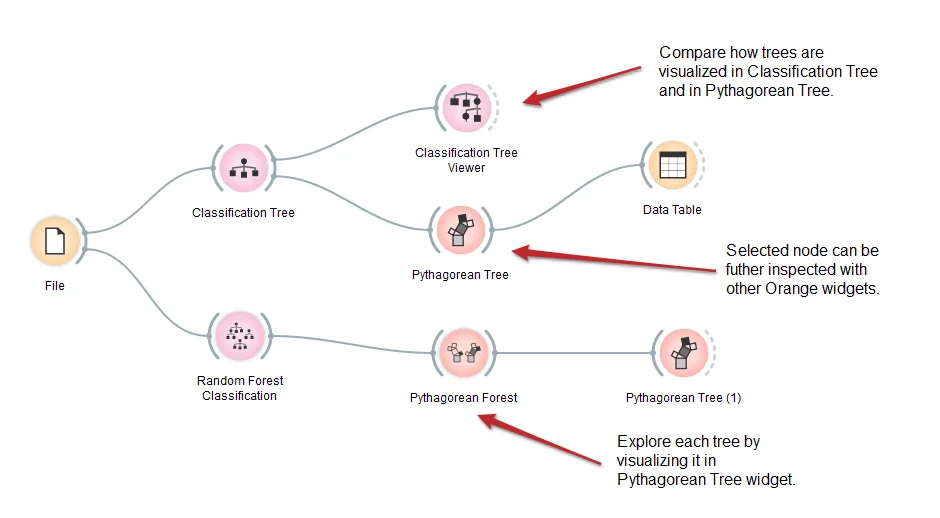 Compare how trees are
visualized in Classification Tree
and in Pythagorean Tree.
Classification Tree
Viewer
Classification Tree
Data Table
Pythagorean Tree
Selected node can be
futher inspected with
other Orange widgets.
File
Random Forest
Classification
Pythagorean Forest
Pythagorean Tree (1)
Explore each tree by
visualizing it in
Pythagorean Tree widget.